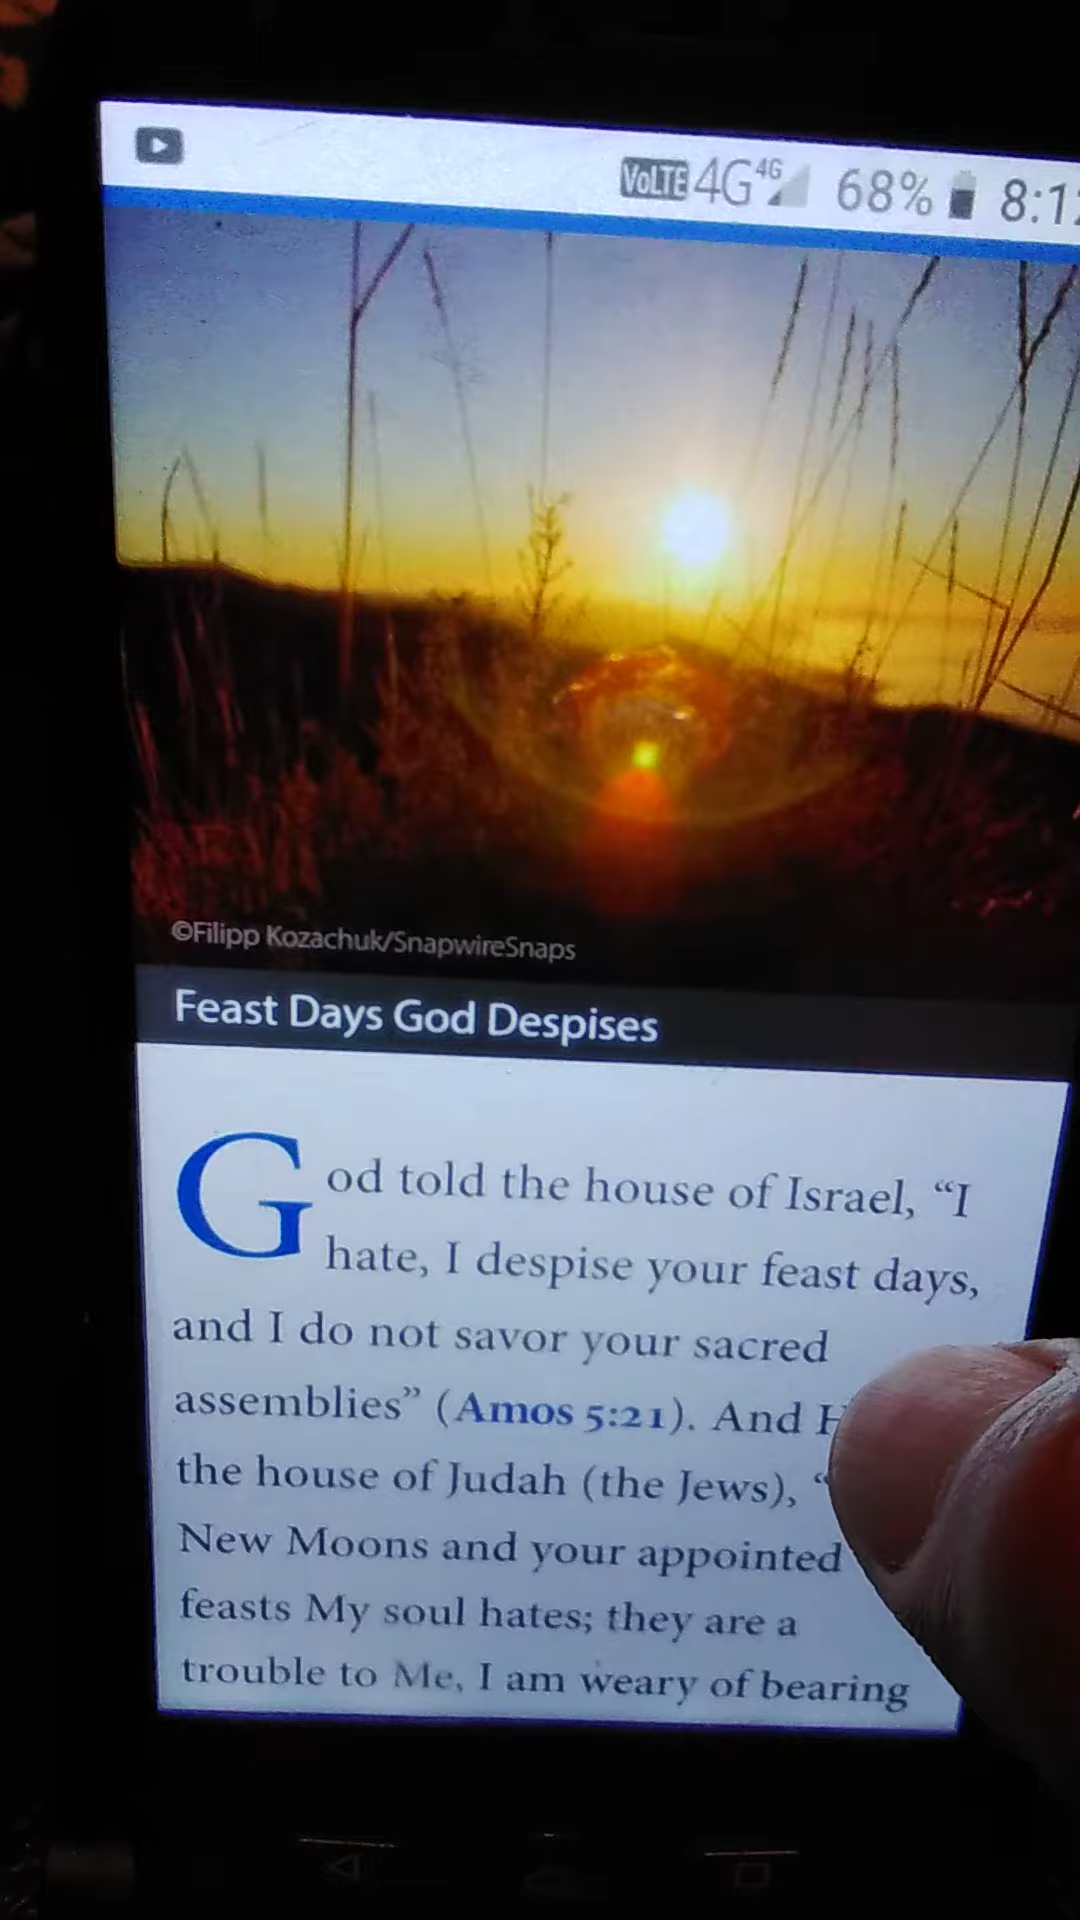 VoLTE 4G 4G 68% 8:1
©Filipp Kozachuk/SnapwireSnaps
Feast Days God Despises
God told the house of Israel, “I
hate, I despise your feast days,
and I do not savor your sacred
assemblies” (Amos 5:21). And
the house of Judah (the Jews), “
New Moons and your appointed
feasts My soul hates; they are a
trouble to Me, I am weary of bearing